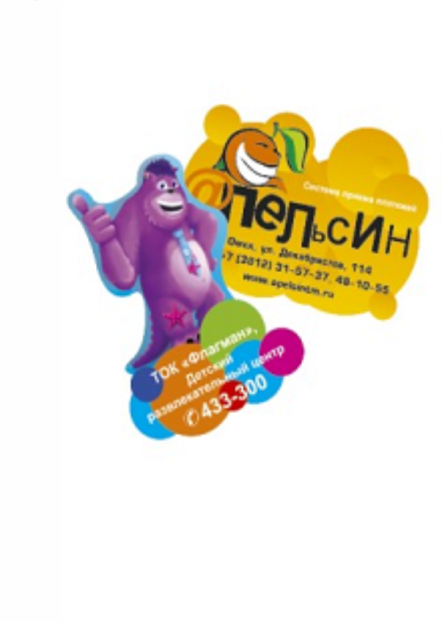 Система приема платежей
@пельсин
Омск, ул. Декабристов, 114
+7 (3812) 31-57-37, 48-10-55
www.apelsintm.ru
ТОК «Флагман»,
Детский
развлекательный центр
✆433-300